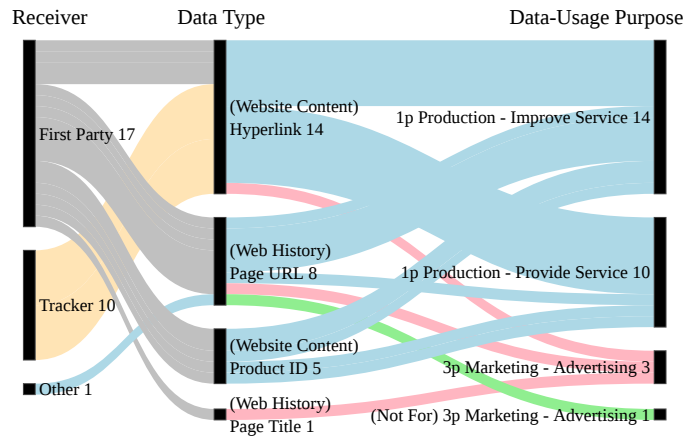 Receiver
Data Type
Data-Usage Purpose
(Website Content)
Hyperlink 14
1p Production - Improve Service 14
First Party 17
(Web History)
Page URL 8
1p Production - Provide Service 10
Tracker 10
(Website Content)
Product ID 5
3p Marketing - Advertising 3
Other 1
(Web History)
Page Title 1
(Not For) 3p Marketing - Advertising 1